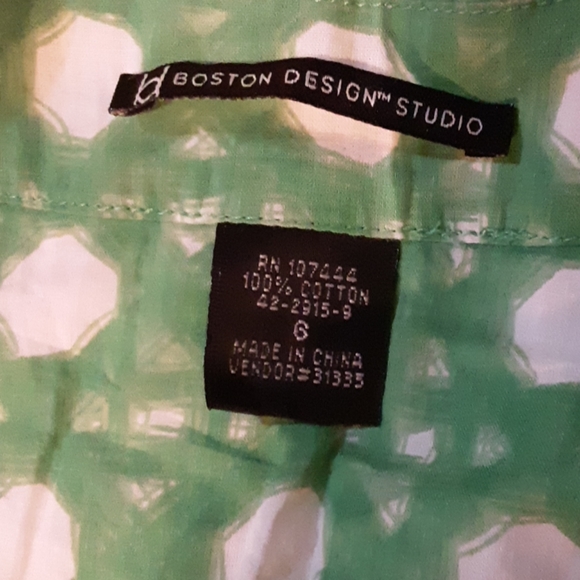 bd BOSTON DESIGN™ STUDIO
RN 107444
100% COTTON
42-2915-9
6
MADE IN CHINA
VENDOR#31335